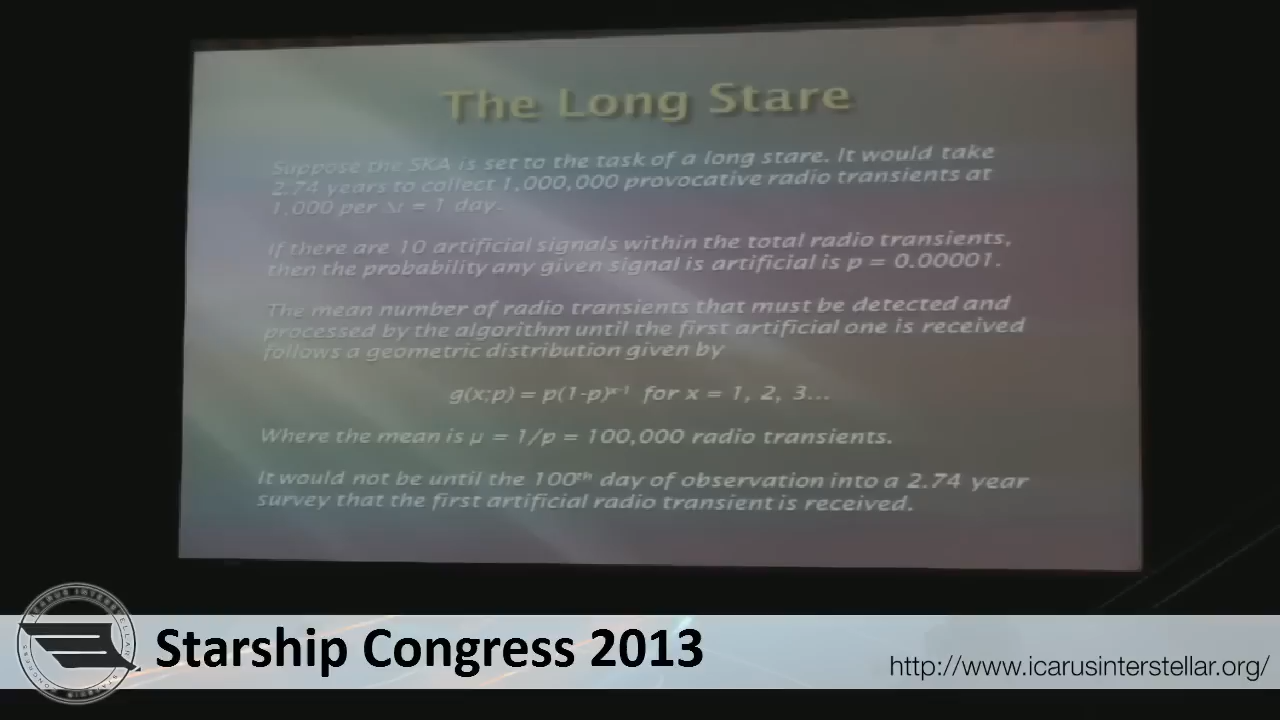 The Long Stare
Suppose the SKA is set to the task of a long stare. It would take
2.74 years to collect 1,000,000 provocative radio transients at
1,000 per Δt = 1 day.
If there are 10 artificial signals within the total radio transients,
then the probability any given signal is artificial is p = 0.00001.
The mean number of radio transients that must be detected and
processed by the algorithm until the first artificial one is received
follows a geometric distribution given by
g(x;p) = p(1-p)ˣ⁻¹ for x = 1, 2, 3...
Where the mean is μ = 1/p = 100,000 radio transients.
It would not be until the 100ᵗʰ day of observation into a 2.74 year
survey that the first artificial radio transient is received.
ICARUS INTERSTELLAR
STARSHIP CONGRESS
Starship Congress 2013
http://www.icarusinterstellar.org/